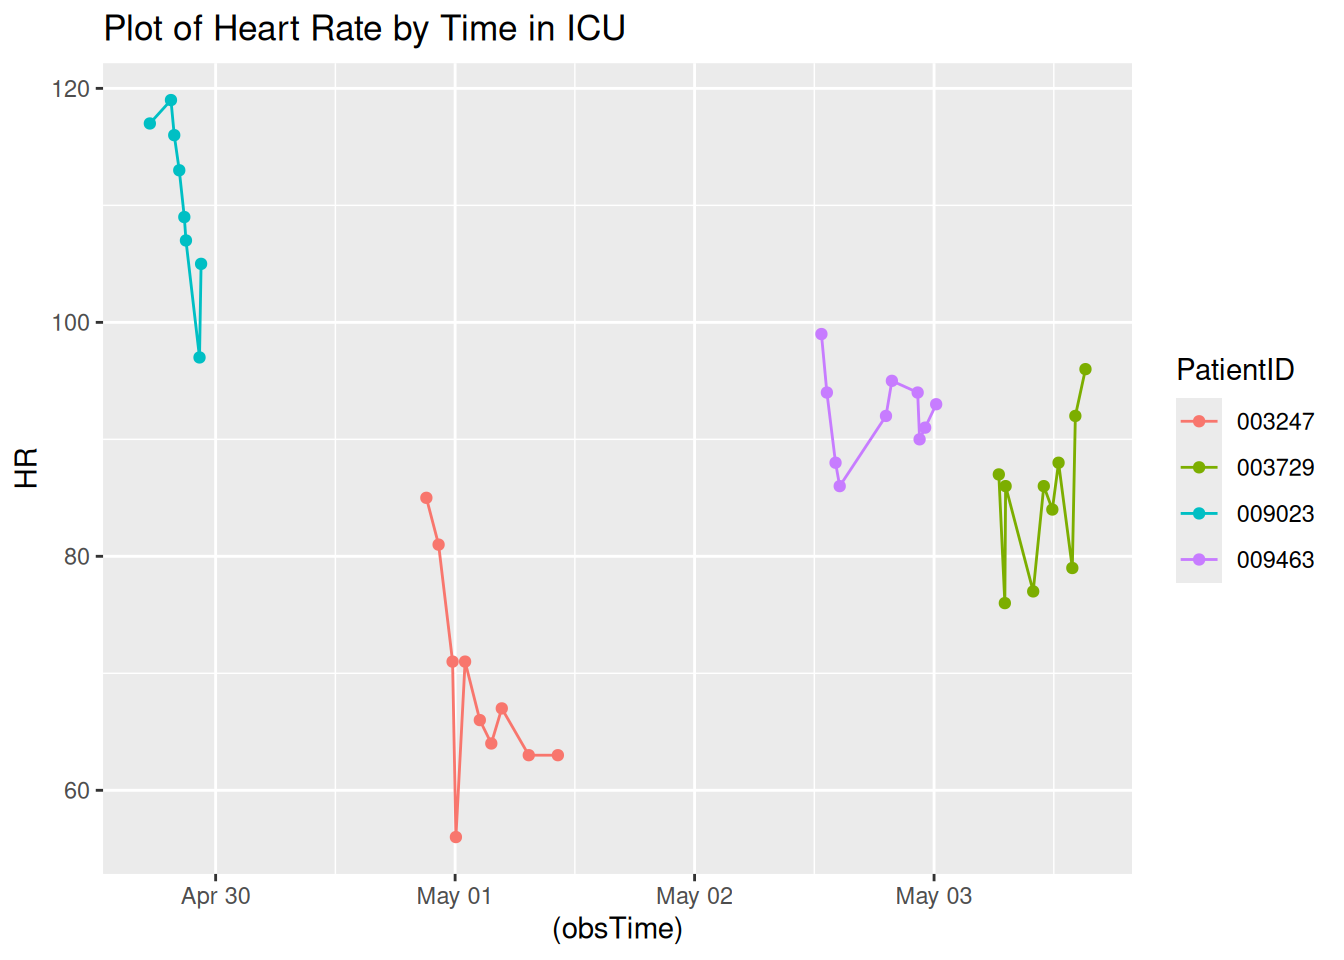 Plot of Heart Rate by Time in ICU
120
100
80
60
HR
Apr 30
May 01
May 02
May 03
(obsTime)
PatientID
003247
003729
009023
009463